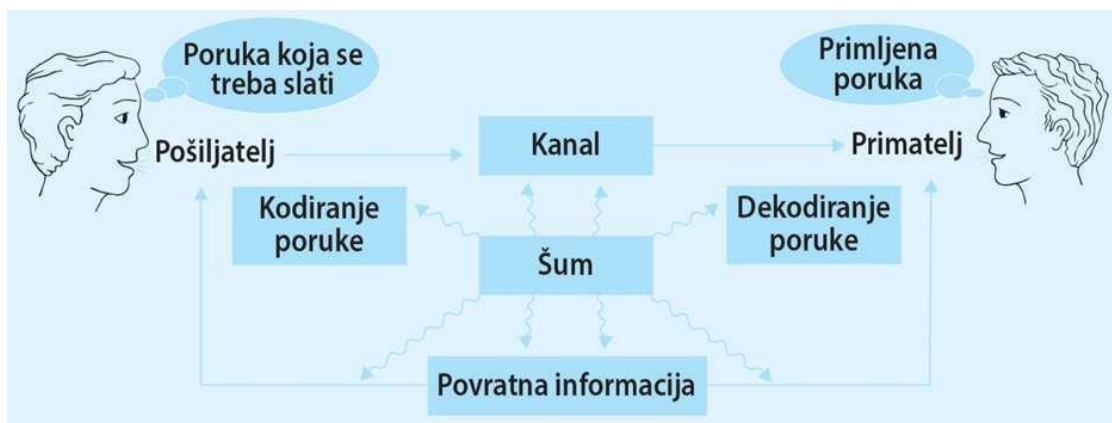 Poruka koja se
treba slati
Primljena
poruka
Pošiljatelj
Kanal
Primatelj
Kodiranje
poruke
Dekodiranje
poruke
Šum
Povratna informacija